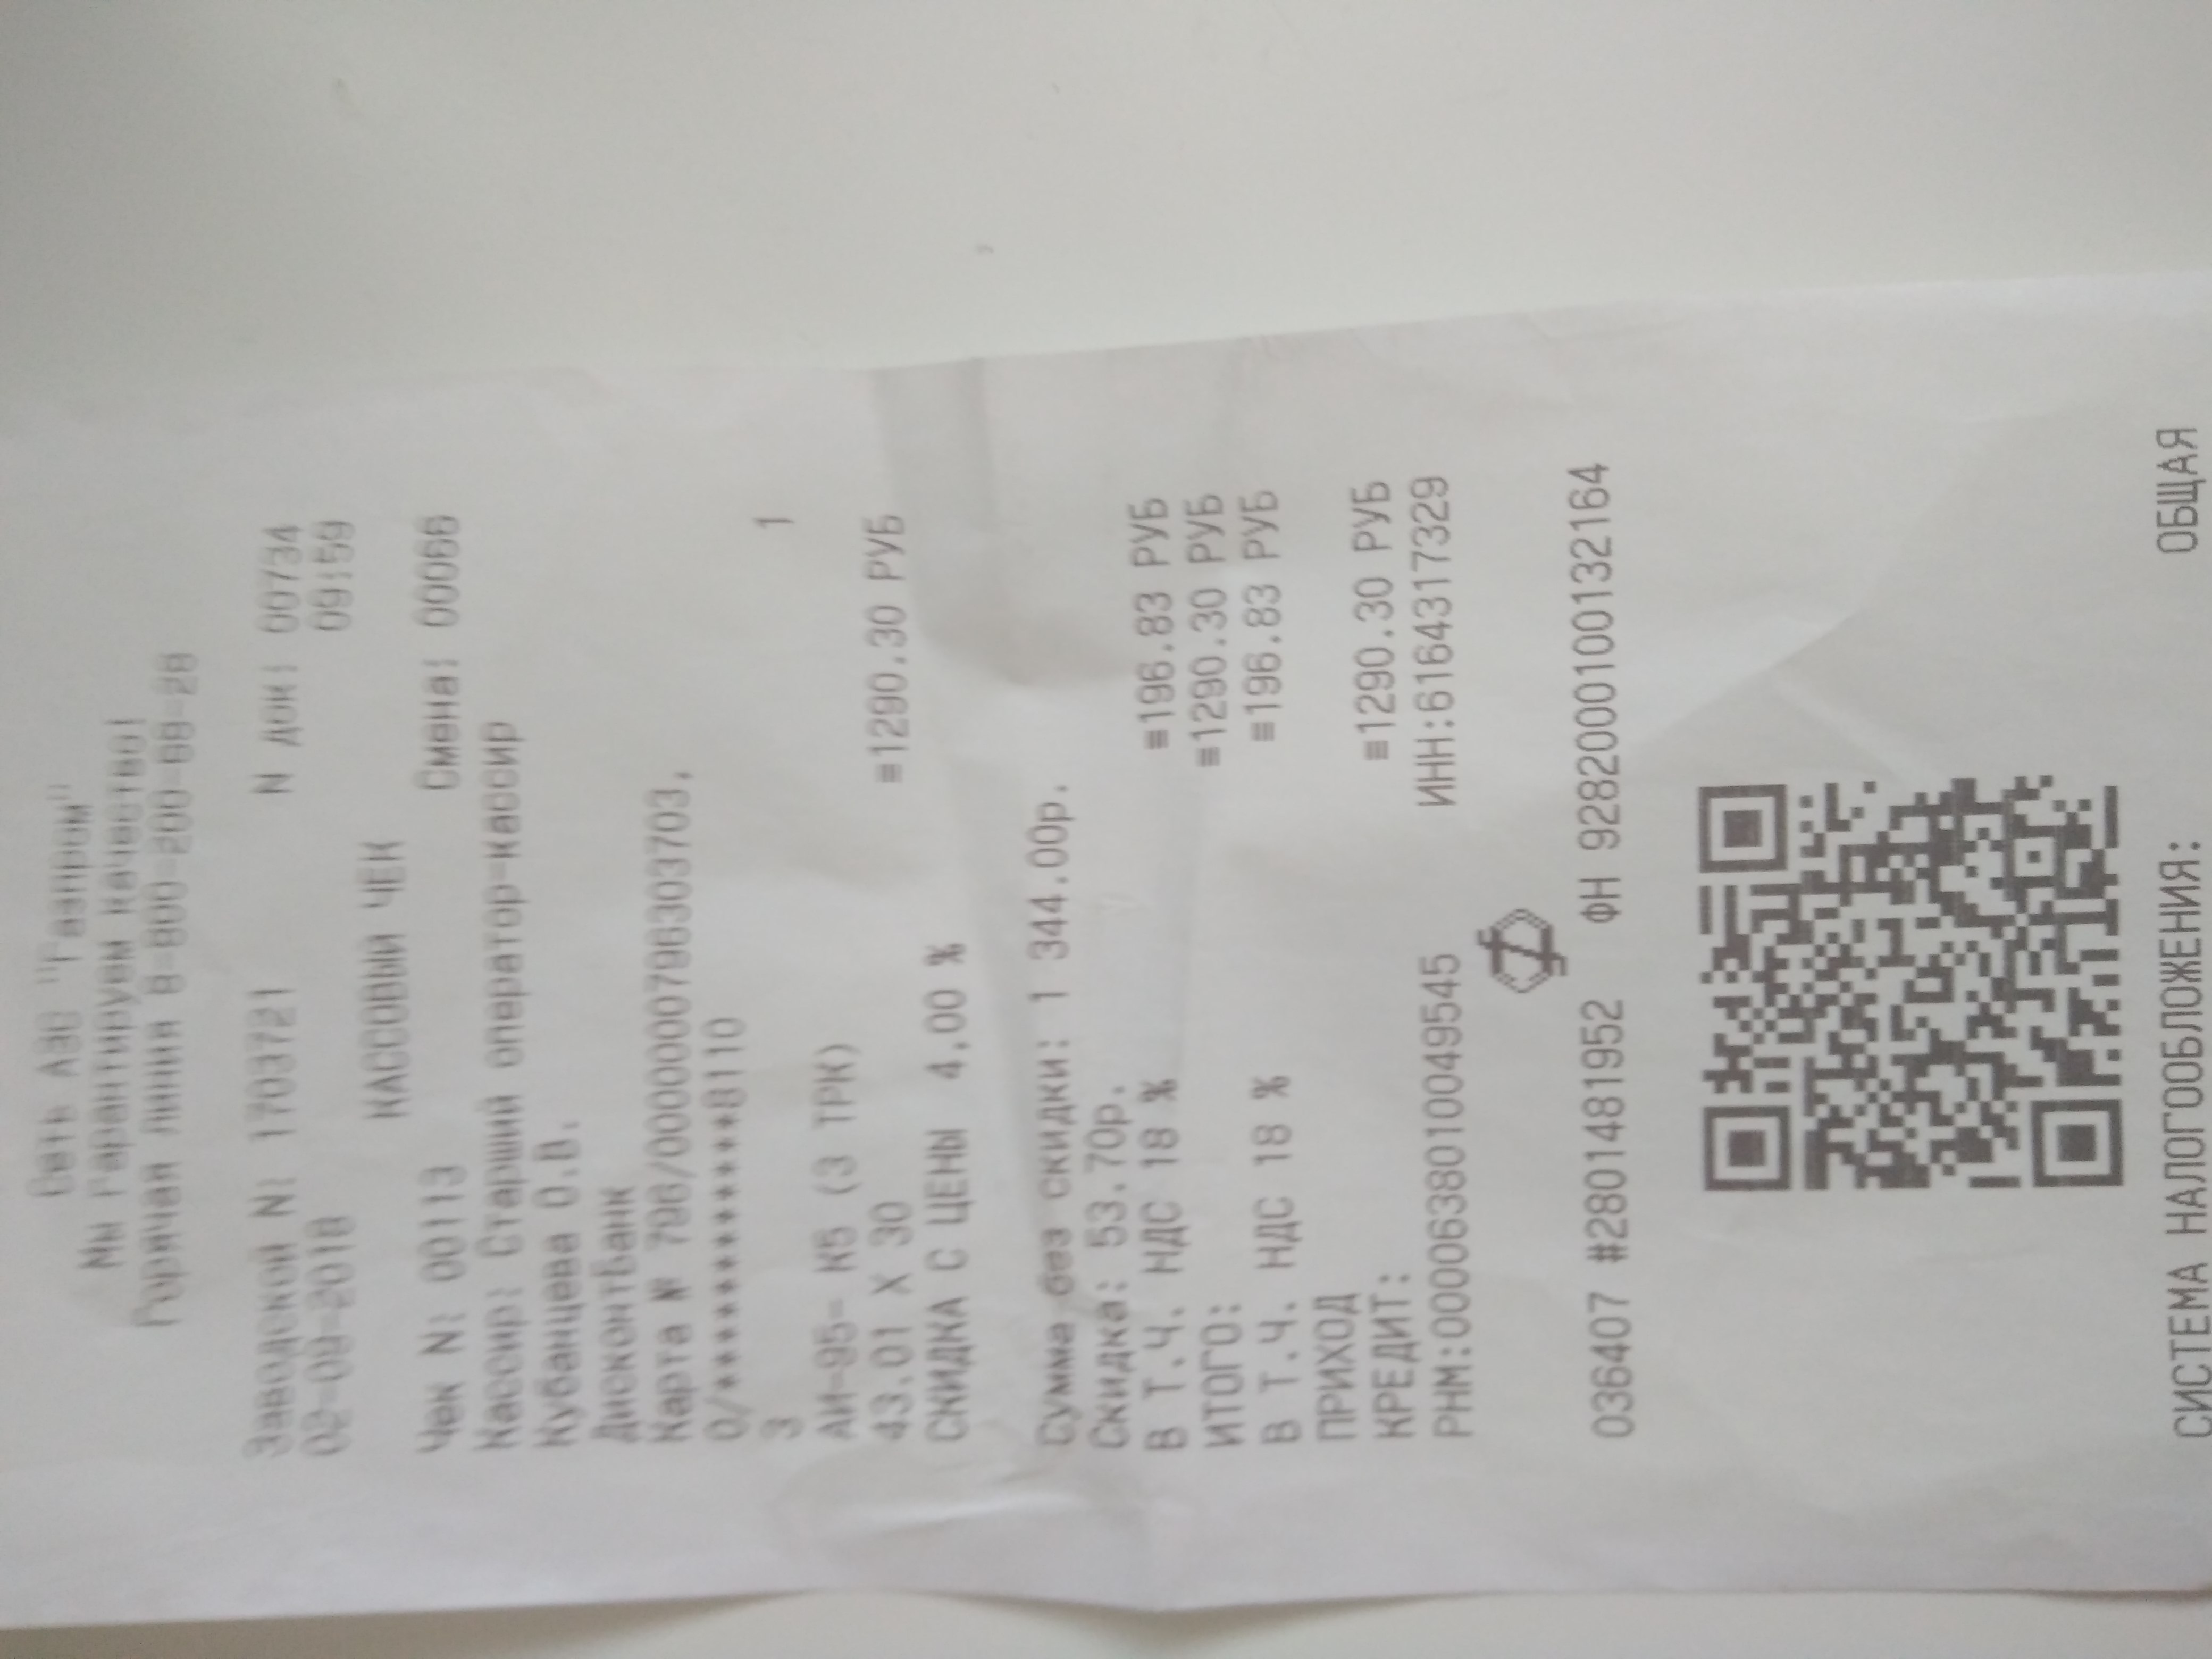 Сеть АЗС "Газпром"
Мы гарантируем качество!
Горячая линия 8-800-200-88-28
Заводской N: 1703721 N док: 00734
02-09-2018 09:59
КАССОВЫЙ ЧЕК
Чек N: 00113 Смена: 00066
Кассир: Старший оператор-кассир
Кубанцева О.В.
Дисконтбанк
Карта № 796/0000000796303703,
0/************8110
3 1
АИ-95- К5 (3 ТРК)
43.01 X 30 ≡1290.30 РУБ
СКИДКА С ЦЕНЫ 4,00 %
Сумма без скидки: 1 344.00р.
Скидка: 53.70р.
В Т.Ч. НДС 18 % ≡196.83 РУБ
ИТОГО: ≡1290.30 РУБ
В Т.Ч. НДС 18 % ≡196.83 РУБ
ПРИХОД
КРЕДИТ: ≡1290.30 РУБ
РНМ:0000638010049545 ИНН:6164317329
036407 #2801481952 ФН 9282000100132164
СИСТЕМА НАЛОГООБЛОЖЕНИЯ: ОБЩАЯ